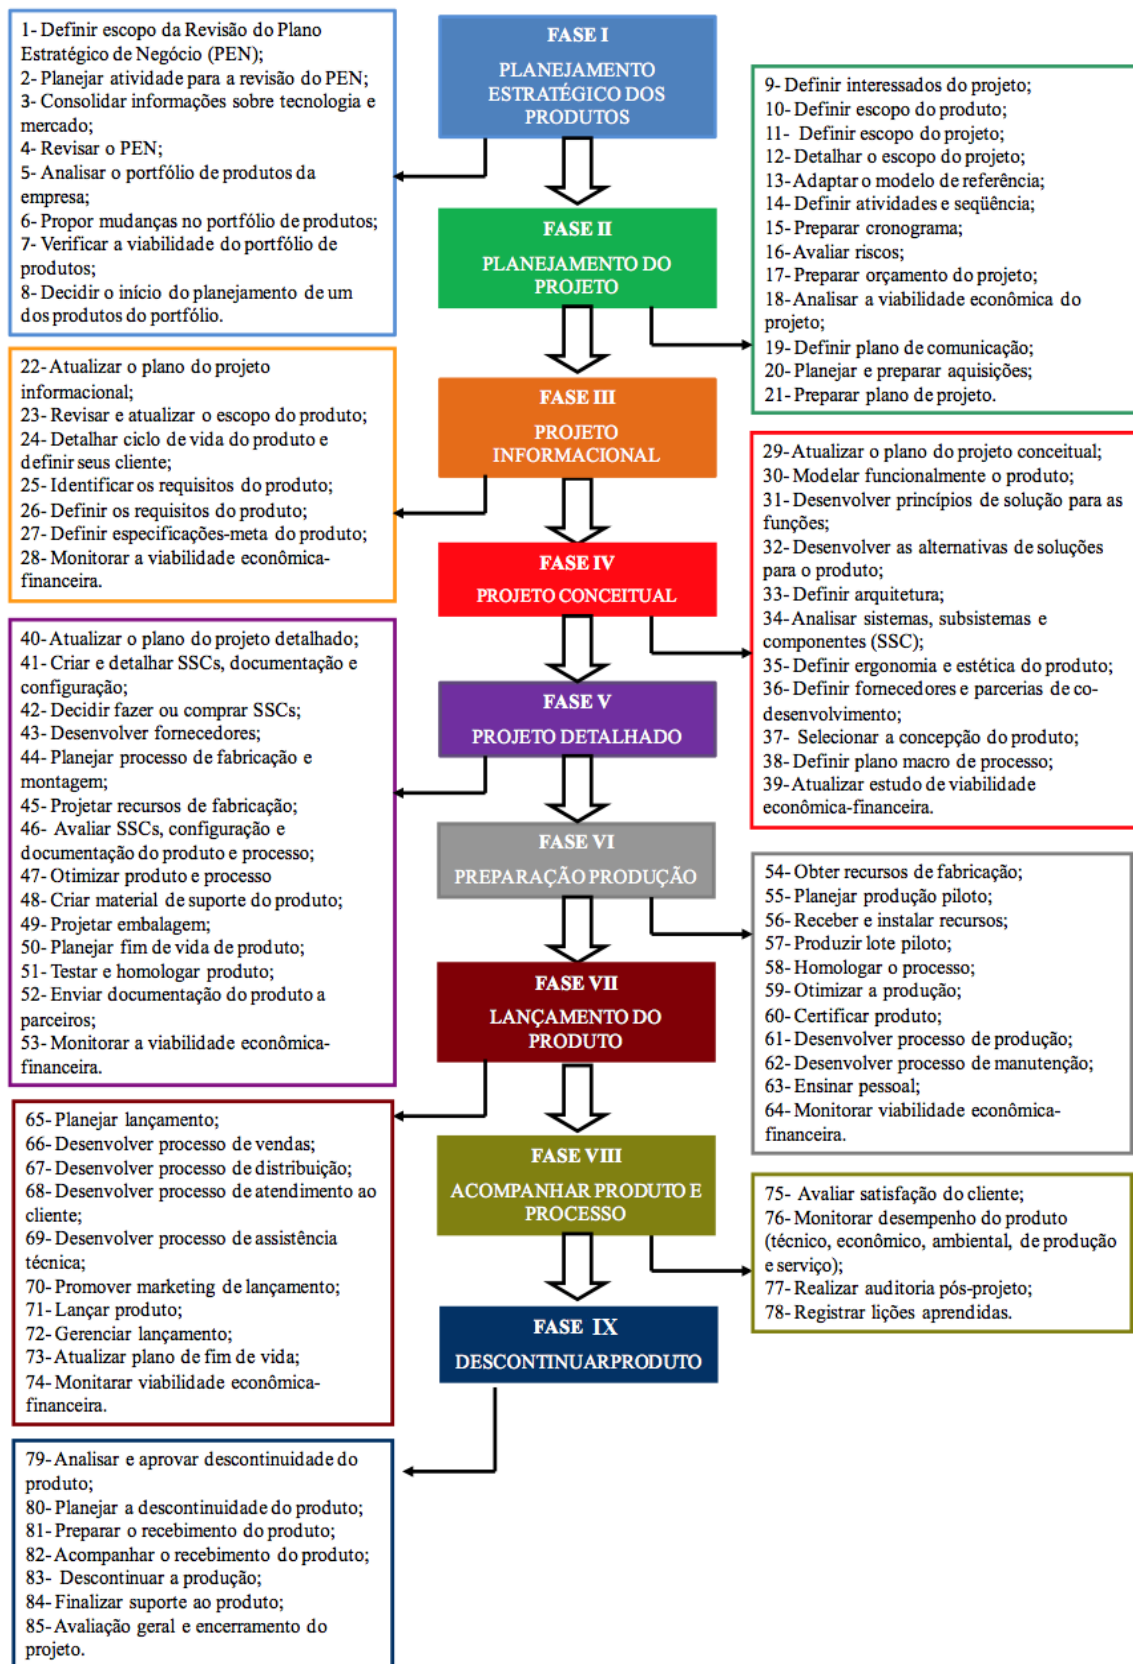 1- Definir escopo da Revisão do Plano
Estratégico de Negócio (PEN);
2- Planejar atividade para a revisão do PEN;
3- Consolidar informações sobre tecnologia e
mercado;
4- Revisar o PEN;
5- Analisar o portfólio de produtos da
empresa;
6- Propor mudanças no portfólio de produtos;
7- Verificar a viabilidade do portfólio de
produtos;
8- Decidir o início do planejamento de um
dos produtos do portfólio.
FASE I
PLANEJAMENTO
ESTRATÉGICO DOS
PRODUTOS
FASE II
PLANEJAMENTO DO
PROJETO
9- Definir interessados do projeto;
10- Definir escopo do produto;
11- Definir escopo do projeto;
12- Detalhar o escopo do projeto;
13- Adaptar o modelo de referência;
14- Definir atividades e seqüência;
15- Preparar cronograma;
16- Avaliar riscos;
17- Preparar orçamento do projeto;
18- Analisar a viabilidade econômica do
projeto;
19- Definir plano de comunicação;
20- Planejar e preparar aquisições;
21- Preparar plano de projeto.
22- Atualizar o plano do projeto
informacional;
23- Revisar e atualizar o escopo do produto;
24- Detalhar ciclo de vida do produto e
definir seus cliente;
25- Identificar os requisitos do produto;
26- Definir os requisitos do produto;
27- Definir especificações-meta do produto;
28- Monitorar a viabilidade econômica-
financeira.
FASE III
PROJETO
INFORMACIONAL
FASE IV
PROJETO CONCEITUAL
29- Atualizar o plano do projeto conceitual;
30- Modelar funcionalmente o produto;
31- Desenvolver princípios de solução para as
funções;
32- Desenvolver as alternativas de soluções
para o produto;
33- Definir arquitetura;
34- Analisar sistemas, subsistemas e
componentes (SSC);
35- Definir ergonomia e estética do produto;
36- Definir fornecedores e parcerias de co-
desenvolvimento;
37- Selecionar a concepção do produto;
38- Definir plano macro de processo;
39- Atualizar estudo de viabilidade
econômica-financeira.
40- Atualizar o plano do projeto detalhado;
41- Criar e detalhar SSCs, documentação e
configuração;
42- Decidir fazer ou comprar SSCs;
43- Desenvolver fornecedores;
44- Planejar processo de fabricação e
montagem;
45- Projetar recursos de fabricação;
46- Avaliar SSCs, configuração e
documentação do produto e processo;
47- Otimizar produto e processo
48- Criar material de suporte do produto;
49- Projetar embalagem;
50- Planejar fim de vida de produto;
51- Testar e homologar produto;
52- Enviar documentação do produto a
parceiros;
53- Monitorar a viabilidade econômica-
financeira.
FASE V
PROJETO DETALHADO
FASE VI
PREPARAÇÃO PRODUÇÃO
54- Obter recursos de fabricação;
55- Planejar produção piloto;
56- Receber e instalar recursos;
57- Produzir lote piloto;
58- Homologar o processo;
59- Otimizar a produção;
60- Certificar produto;
61- Desenvolver processo de produção;
62- Desenvolver processo de manutenção;
63- Ensinar pessoal;
64- Monitorar viabilidade econômica-
financeira.
FASE VII
LANÇAMENTO DO
PRODUTO
65- Planejar lançamento;
66- Desenvolver processo de vendas;
67- Desenvolver processo de distribuição;
68- Desenvolver processo de atendimento ao
cliente;
69- Desenvolver processo de assistência
técnica;
70- Promover marketing de lançamento;
71- Lançar produto;
72- Gerenciar lançamento;
73- Atualizar plano de fim de vida;
74- Monitarar viabilidade econômica-
financeira.
FASE VIII
ACOMPANHAR PRODUTO E
PROCESSO
75- Avaliar satisfação do cliente;
76- Monitorar desempenho do produto
(técnico, econômico, ambiental, de produção
e serviço);
77- Realizar auditoria pós-projeto;
78- Registrar lições aprendidas.
FASE IX
DESCONTINUARPRODUTO
79- Analisar e aprovar descontinuidade do
produto;
80- Planejar a descontinuidade do produto;
81- Preparar o recebimento do produto;
82- Acompanhar o recebimento do produto;
83- Descontinuar a produção;
84- Finalizar suporte ao produto;
85- Avaliação geral e encerramento do
projeto.